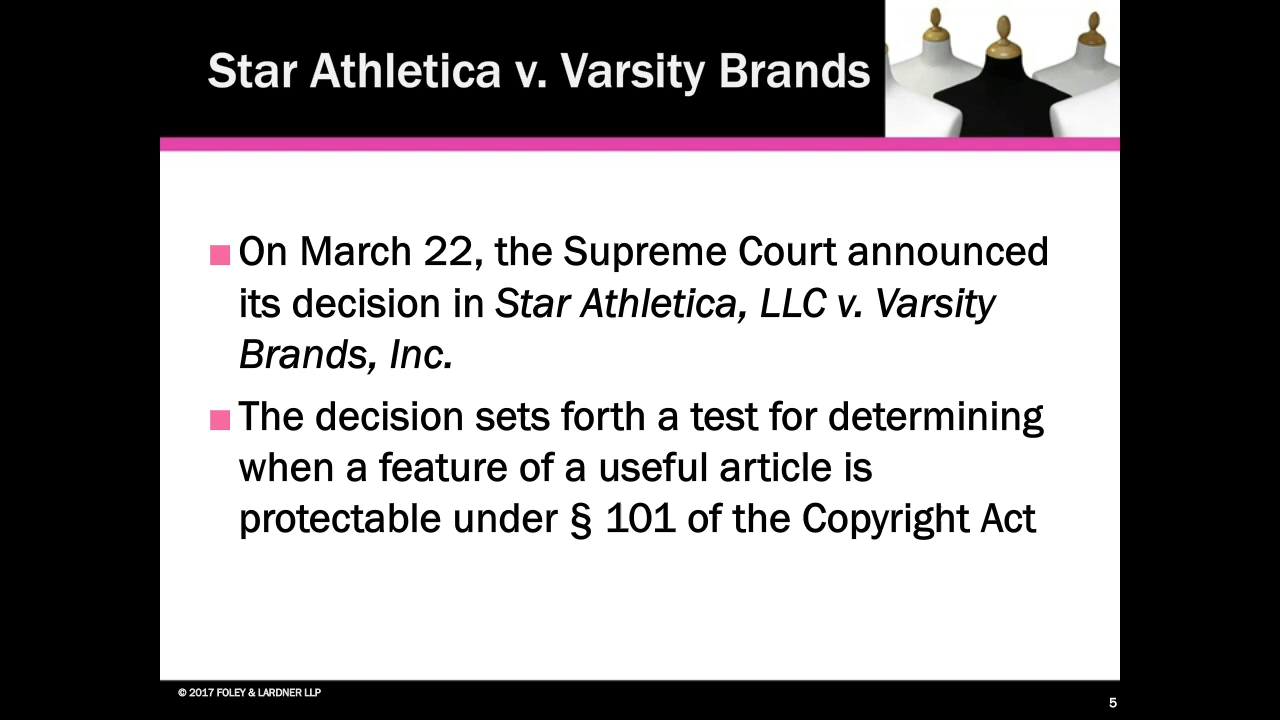 Star Athletica v. Varsity Brands
■ On March 22, the Supreme Court announced
its decision in Star Athletica, LLC v. Varsity
Brands, Inc.
■ The decision sets forth a test for determining
when a feature of a useful article is
protectable under § 101 of the Copyright Act
© 2017 FOLEY & LARDNER LLP
5